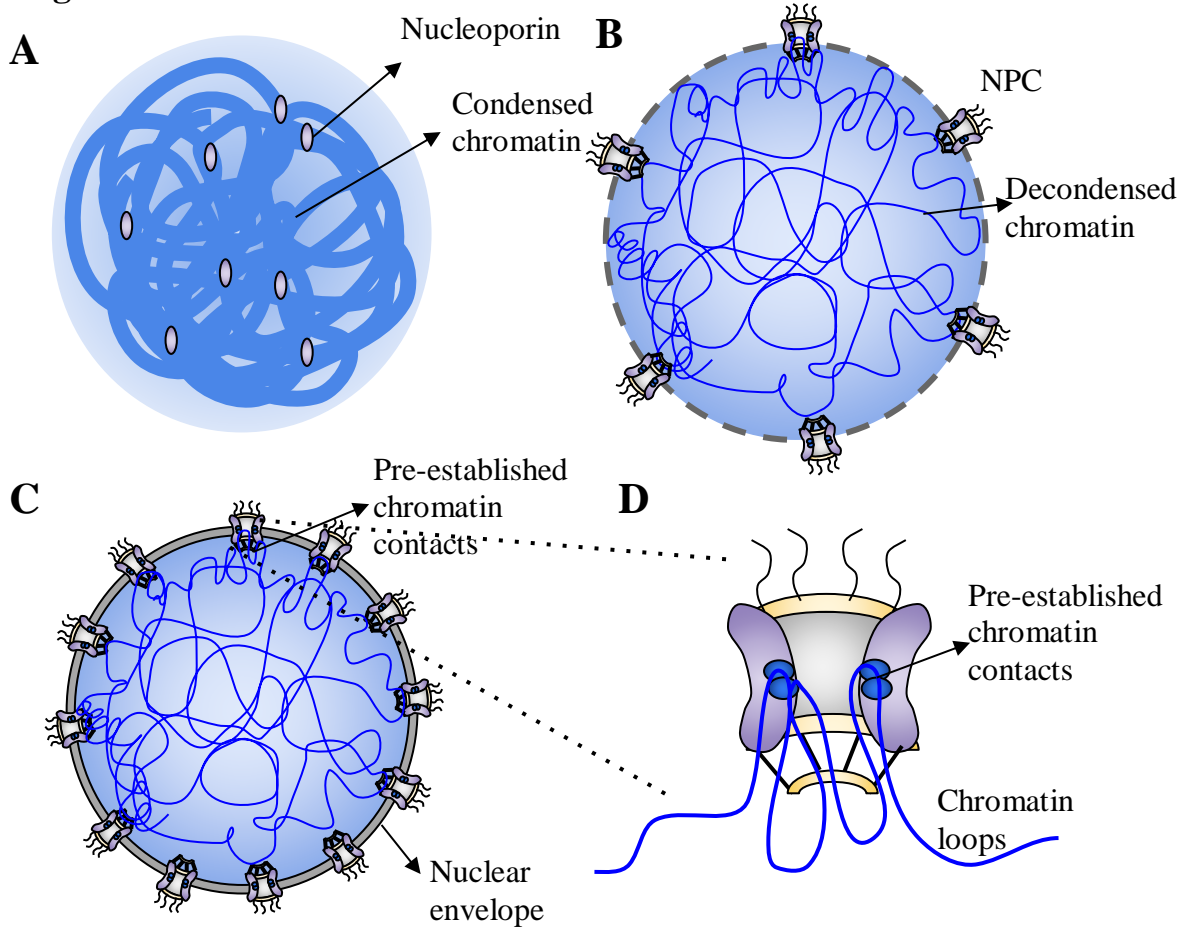 A
Nucleoporin
Condensed
chromatin
B
NPC
Decondensed
chromatin
C
Pre-established
chromatin
contacts
Nuclear
envelope
D
Pre-established
chromatin
contacts
Chromatin
loops